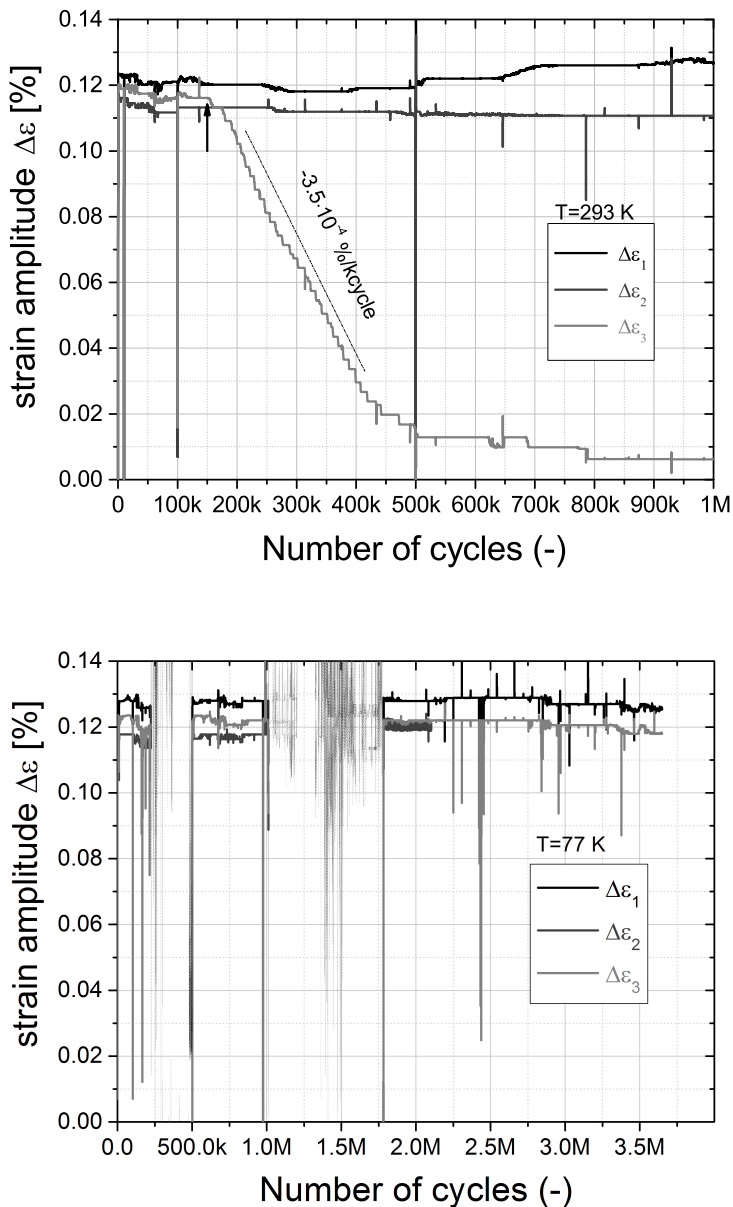 strain amplitude Δε [%]
0.14
0.12
0.10
0.08
0.06
0.04
0.02
0.00
-3.5·10⁻⁴ %/kcycle
T=293 K
Δε₁
Δε₂
Δε₃
0 100k 200k 300k 400k 500k 600k 700k 800k 900k 1M
Number of cycles (-)
strain amplitude Δε [%]
0.14
0.12
0.10
0.08
0.06
0.04
0.02
0.00
T=77 K
Δε₁
Δε₂
Δε₃
0.0 500.0k 1.0M 1.5M 2.0M 2.5M 3.0M 3.5M
Number of cycles (-)